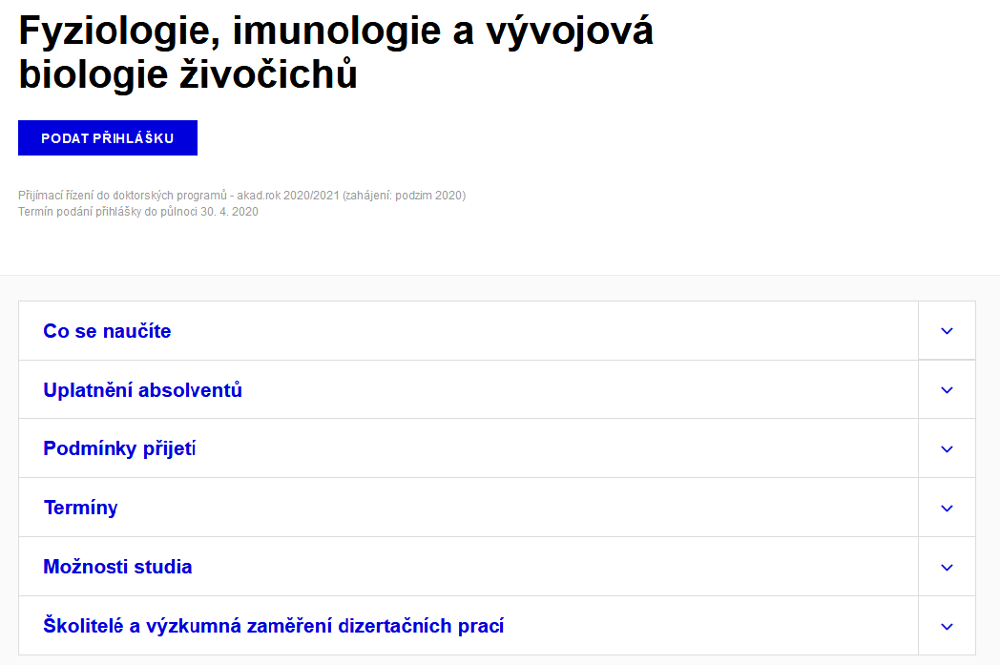 Fyziologie, imunologie a vývojová
biologie živočichů
PODAT PŘIHLÁŠKU
Přijímací řízení do doktorských programů - akad.rok 2020/2021 (zahájení: podzim 2020)
Termín podání přihlášky do půlnoci 30. 4. 2020
Co se naučíte
Uplatnění absolventů
Podmínky přijetí
Termíny
Možnosti studia
Školitelé a výzkumná zaměření dizertačních prací